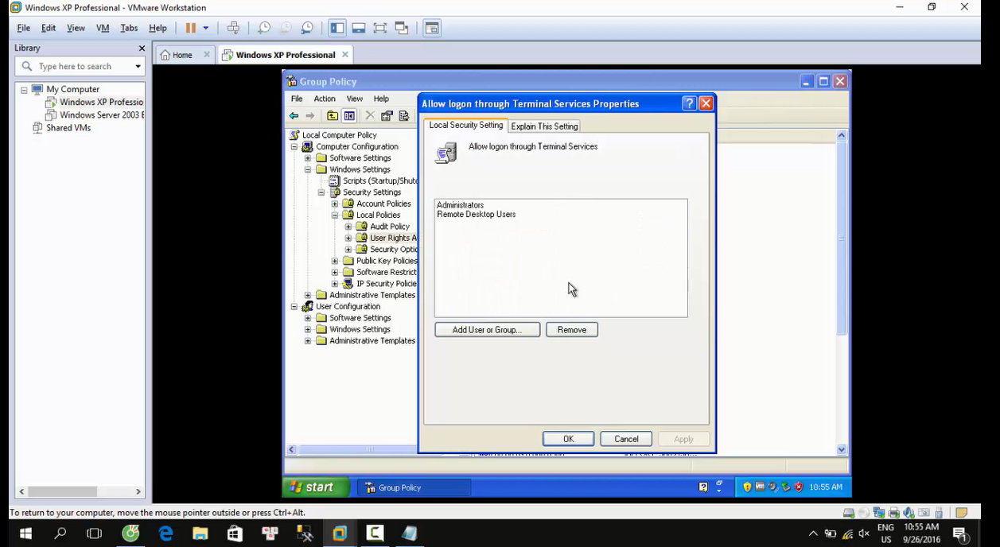 Windows XP Professional - VMware Workstation
File Edit View VM Tabs Help
Library
Home
Windows XP Professional
Type here to search
My Computer
Windows XP Professio
Windows Server 2003 E
Shared VMs
Group Policy
File Action View Help
Local Computer Policy
Computer Configuration
Software Settings
Windows Settings
Scripts (Startup/Shutd
Security Settings
Account Policies
Local Policies
Audit Policy
User Rights A
Security Optio
Public Key Policies
Software Restrict
IP Security Policie
Administrative Templates
User Configuration
Software Settings
Windows Settings
Administrative Templates
Allow logon through Terminal Services Properties
Local Security Setting
Explain This Setting
Allow logon through Terminal Services
Administrators
Remote Desktop Users
Add User or Group...
Remove
OK
Cancel
Apply
start
Group Policy
10:55 AM
To return to your computer, move the mouse pointer outside or press Ctrl+Alt.
ENG
US
10:55 AM
9/26/2016
1